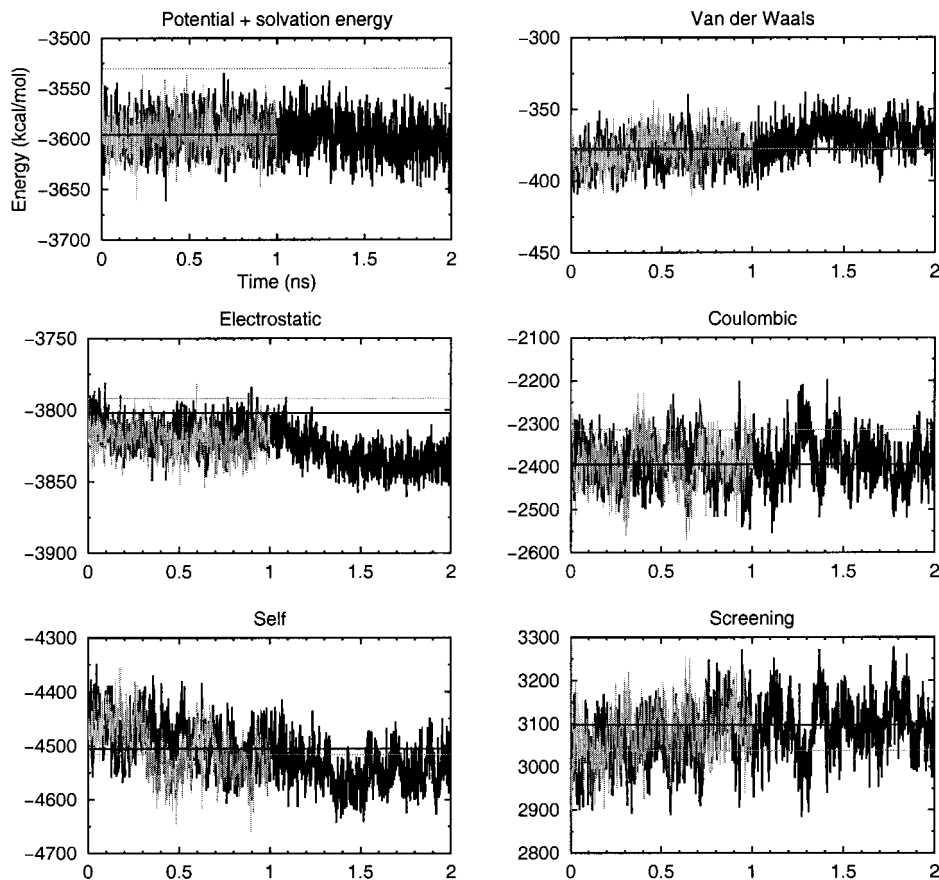 Potential + solvation energy
Van der Waals
Energy (kcal/mol)
−3500
−3550
−3600
−3650
−3700
0 0.5 1 1.5 2
Time (ns)
−300
−350
−400
−450
0 0.5 1 1.5 2
Electrostatic
Coulombic
−3750
−3800
−3850
−3900
0 0.5 1 1.5 2
−2100
−2200
−2300
−2400
−2500
−2600
0 0.5 1 1.5 2
Self
Screening
−4300
−4400
−4500
−4600
−4700
0 0.5 1 1.5 2
3300
3200
3100
3000
2900
2800
0 0.5 1 1.5 2